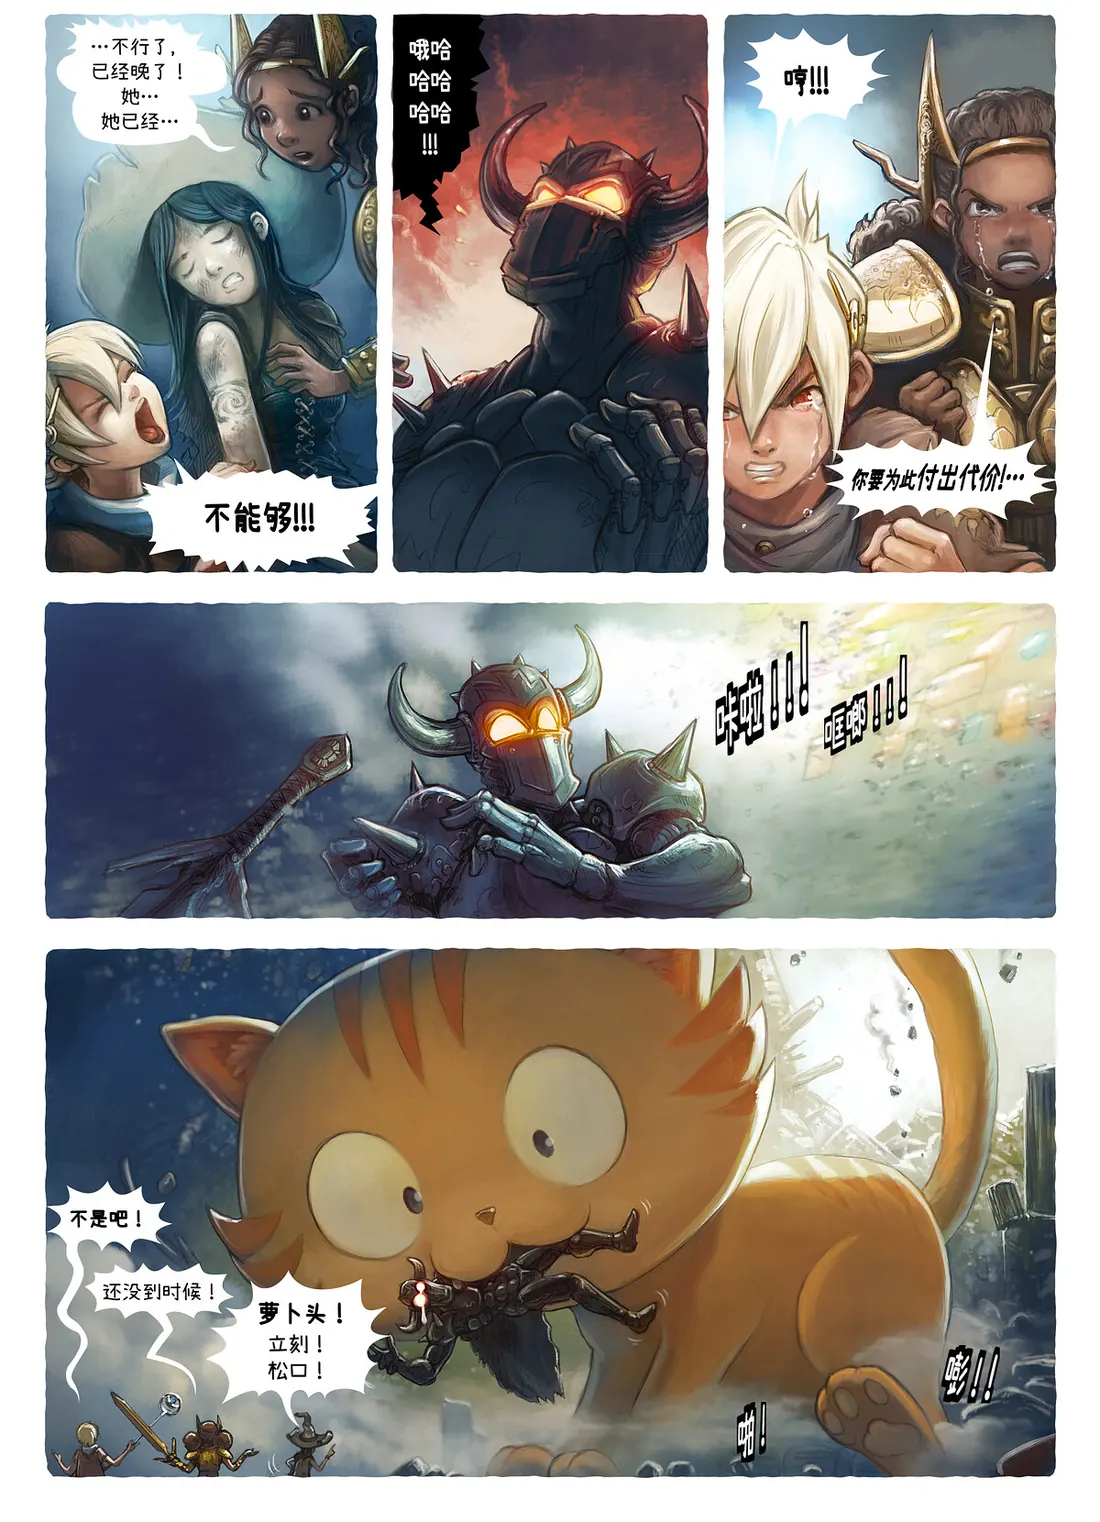 …不行了，
已经晚了！
她…
她已经…
不能够!!!
哦哈
哈哈
哈哈
!!!
哼!!!
你要为此付出代价!…
咔啦!!!
哐啷!!!
不是吧！
还没到时候！
萝卜头！
立刻！
松口！
啪！
嘭!!